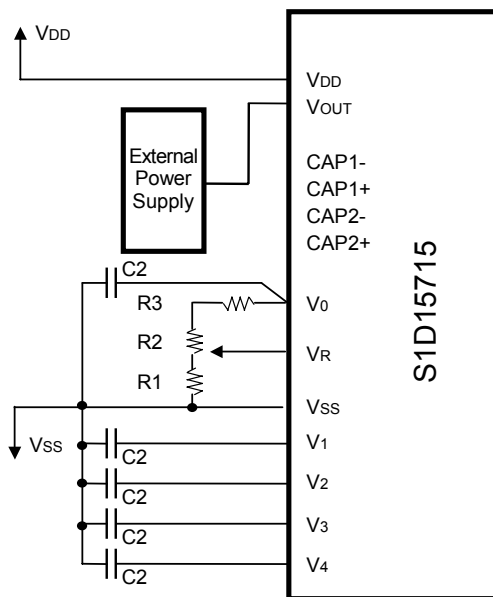 VDD
VDD
VOUT
External
Power
Supply
CAP1-
CAP1+
CAP2-
CAP2+
S1D15715
C2
R3
V0
R2
VR
R1
VSS
VSS
V1
C2
V2
C2
V3
C2
V4
C2